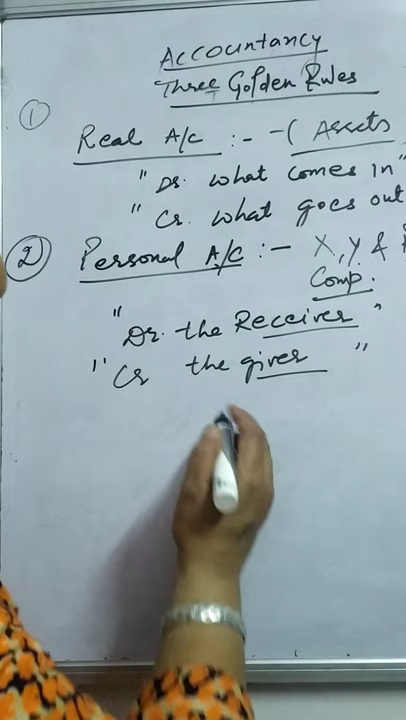 Accountancy
Three Golden Rules
① Real A/c :- -( Assets
" Dr. what comes in"
" Cr. what goes out
② Personal A/c :- X, Y &
Comp.
" Dr. the Receiver "
" Cr the giver "